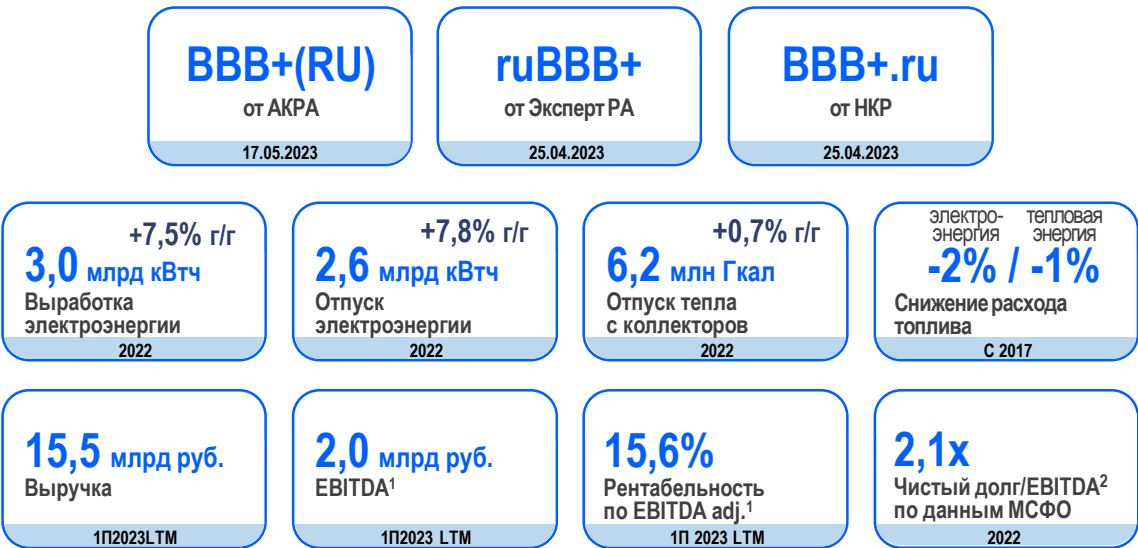 BBB+(RU)
от АКРА
17.05.2023
ruBBB+
от Эксперт РА
25.04.2023
BBB+.ru
от НКР
25.04.2023
+7,5% г/г
3,0 млрд кВтч
Выработка
электроэнергии
2022
+7,8% г/г
2,6 млрд кВтч
Отпуск
электроэнергии
2022
+0,7% г/г
6,2 млн Гкал
Отпуск тепла
с коллекторов
2022
электро-
энергия
тепловая
энергия
-2% / -1%
Снижение расхода
топлива
С 2017
15,5 млрд руб.
Выручка
1П2023LTM
2,0 млрд руб.
EBITDA¹
1П2023 LTM
15,6%
Рентабельность
по EBITDA adj.¹
1П 2023 LTM
2,1x
Чистый долг/EBITDA²
по данным МСФО
2022